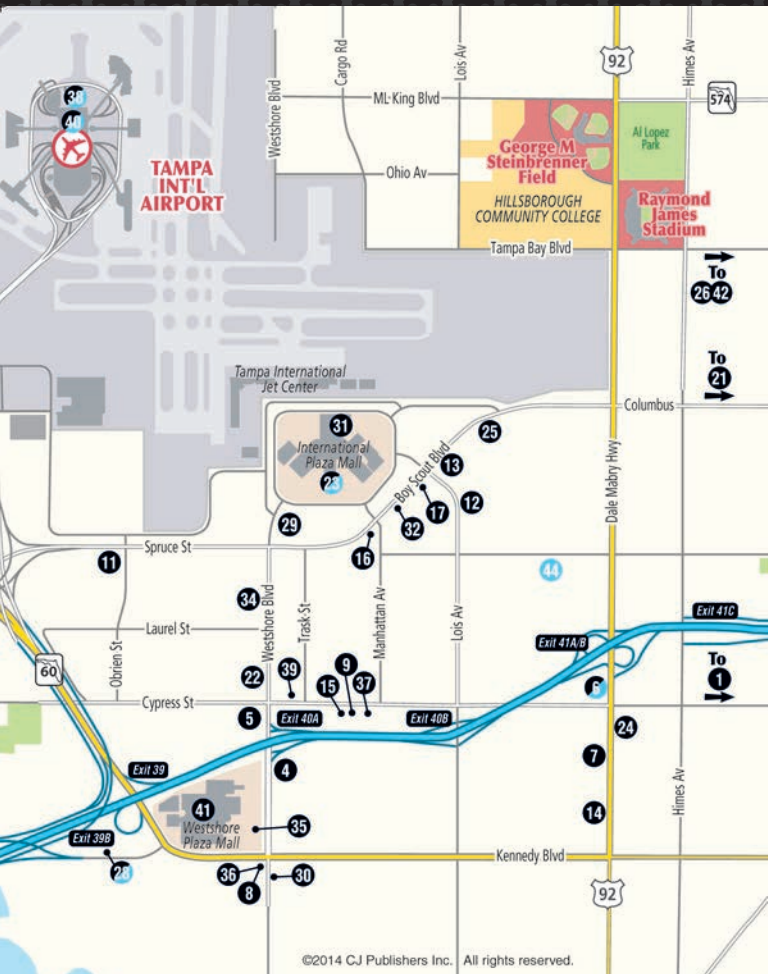 92
Cargo Rd
Lois Av
Himes Av
Westshore Blvd
38
40
ML King Blvd
574
TAMPA
INT'L
AIRPORT
George M
Steinbrenner
Field
Al Lopez
Park
Ohio Av
HILLSBOROUGH
COMMUNITY COLLEGE
Raymond
James
Stadium
Tampa Bay Blvd
To
26 42
Tampa International
Jet Center
To
21
Columbus
31
International
Plaza Mall
23
25
Boy Scout Blvd
13
12
17
32
Dale Mabry Hwy
29
16
Spruce St
11
44
34
Westshore Blvd
Trask St
Manhattan Av
Lois Av
Exit 41C
Laurel St
Obrien St
Exit 41A/B
60
22
39
15
9
37
6
To
1
Cypress St
5
Exit 40A
Exit 40B
24
7
Exit 39
4
Himes Av
41
Westshore
Plaza Mall
35
14
Exit 39B
28
Kennedy Blvd
36
8
30
92
©2014 CJ Publishers Inc. All rights reserved.